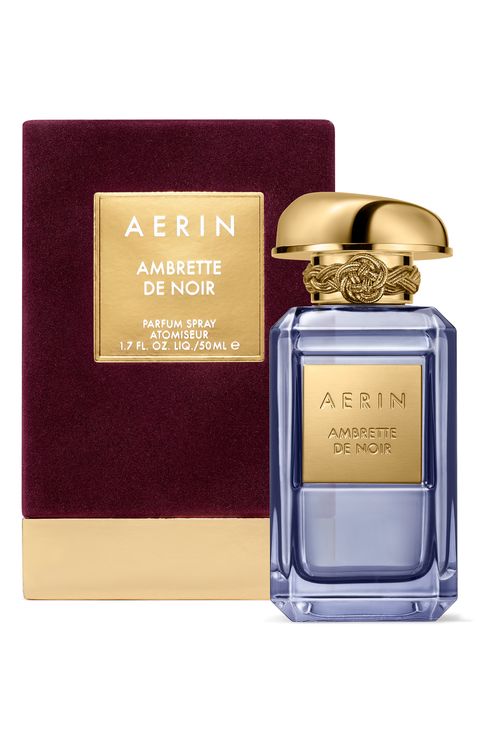 AERIN
AMBRETTE
DE NOIR
PARFUM SPRAY
ATOMISEUR
1.7 FL. OZ. LIQ./50ML ℮
AERIN
AMBRETTE
DE NOIR